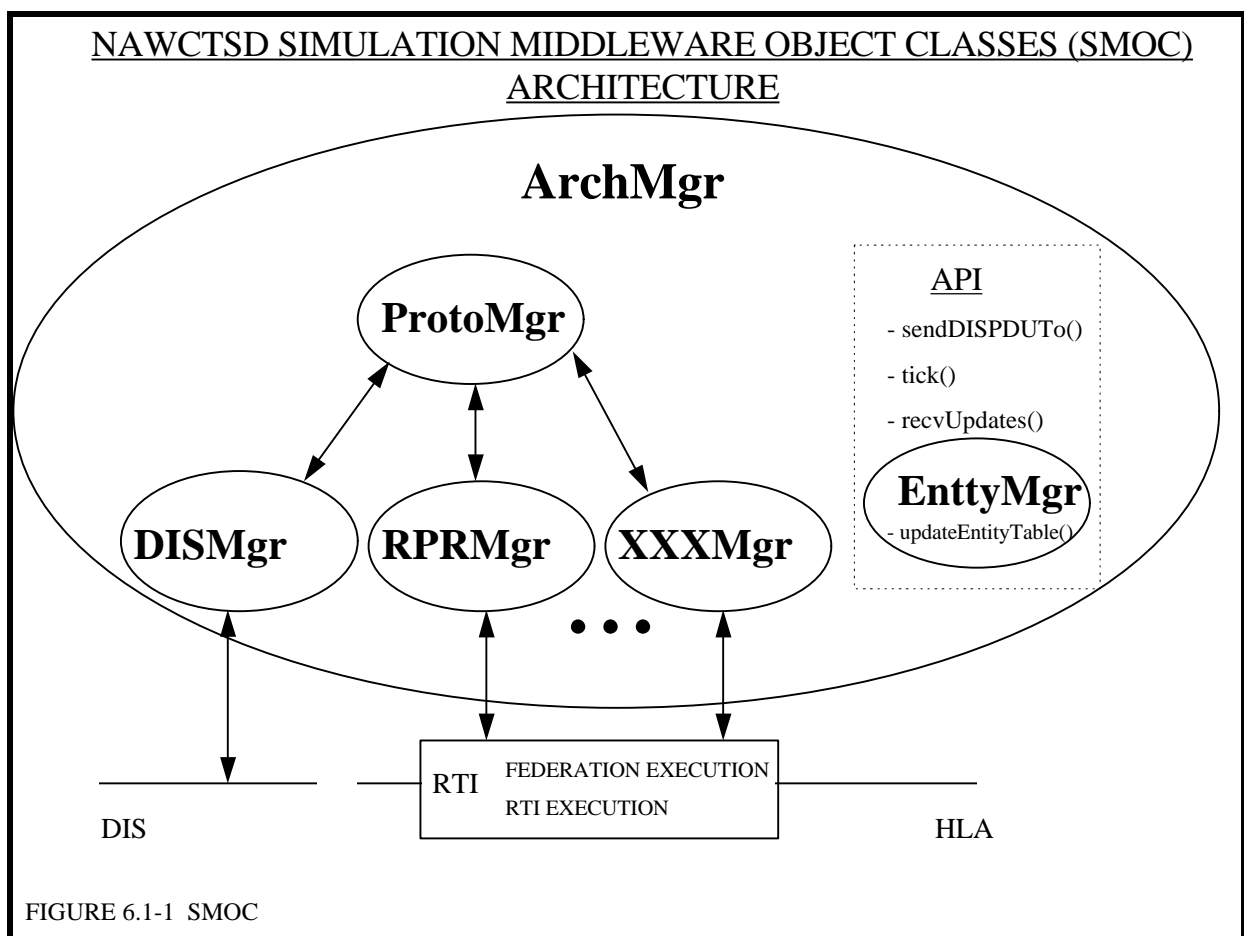 NAWCTSD SIMULATION MIDDLEWARE OBJECT CLASSES (SMOC)
ARCHITECTURE
ArchMgr
ProtoMgr
API
- sendDISPDUTo()
- tick()
- recvUpdates()
EnttyMgr
- updateEntityTable()
DISMgr
RPRMgr
XXXMgr
RTI
FEDERATION EXECUTION
RTI EXECUTION
DIS
HLA
FIGURE 6.1-1 SMOC